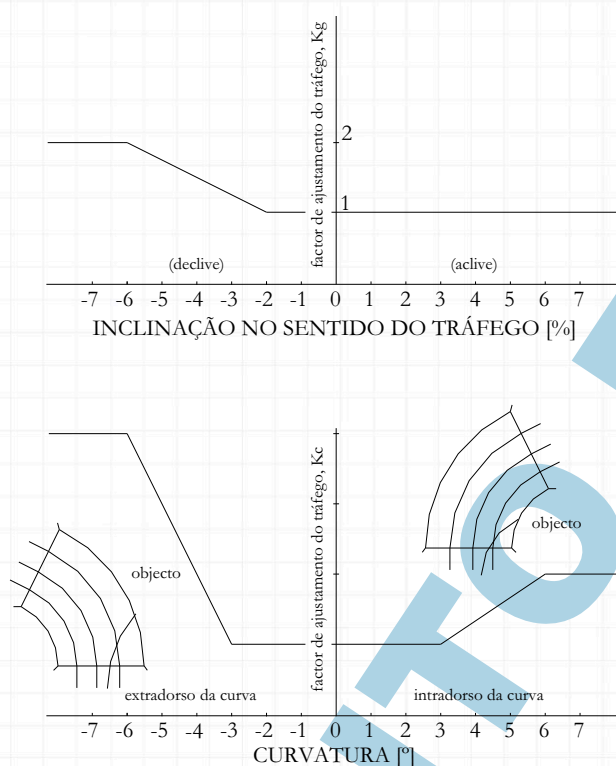 factor de ajustamento do tráfego, Kg
2
1
(declive)
(aclive)
-7 -6 -5 -4 -3 -2 -1 0 1 2 3 4 5 6 7
INCLINAÇÃO NO SENTIDO DO TRÁFEGO [%]
factor de ajustamento do tráfego, Kc
objecto
objecto
extradorso da curva
intradorso da curva
-7 -6 -5 -4 -3 -2 -1 0 1 2 3 4 5 6 7
CURVATURA [º]